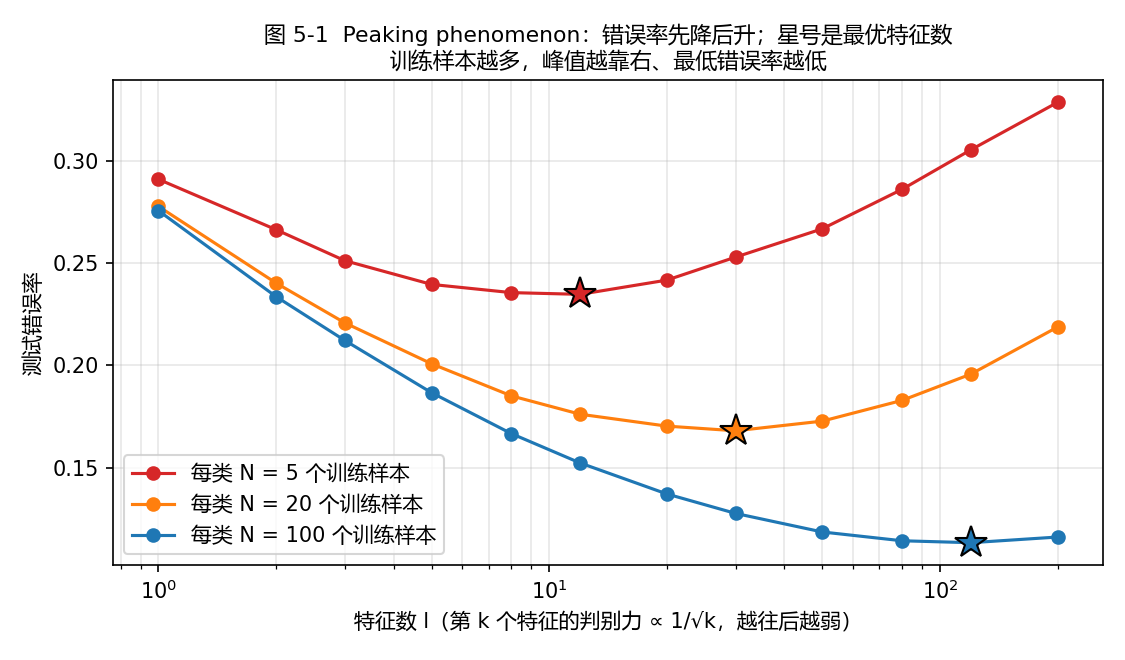 图 5-1  Peaking phenomenon：错误率先降后升；星号是最优特征数
训练样本越多，峰值越靠右、最低错误率越低
测试错误率
0.30
0.25
0.20
0.15
每类 N = 5 个训练样本
每类 N = 20 个训练样本
每类 N = 100 个训练样本
10⁰ 10¹ 10²
特征数 l（第 k 个特征的判别力 ∝ 1/√k，越往后越弱）